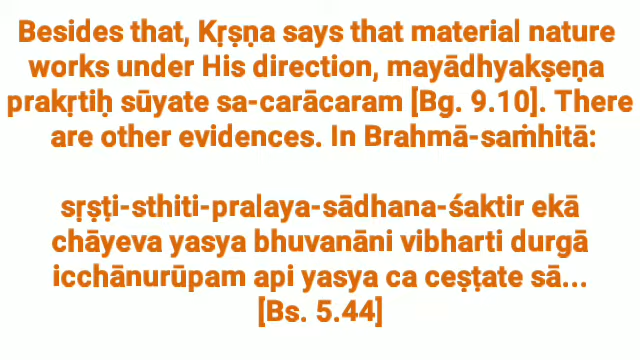 Besides that, Kṛṣṇa says that material nature
works under His direction, mayādhyakṣeṇa
prakṛtiḥ sūyate sa-carācaram [Bg. 9.10]. There
are other evidences. In Brahmā-saṁhitā:
sṛṣṭi-sthiti-pralaya-sādhana-śaktir ekā
chāyeva yasya bhuvanāni vibharti durgā
icchānurūpam api yasya ca ceṣṭate sā...
[Bs. 5.44]